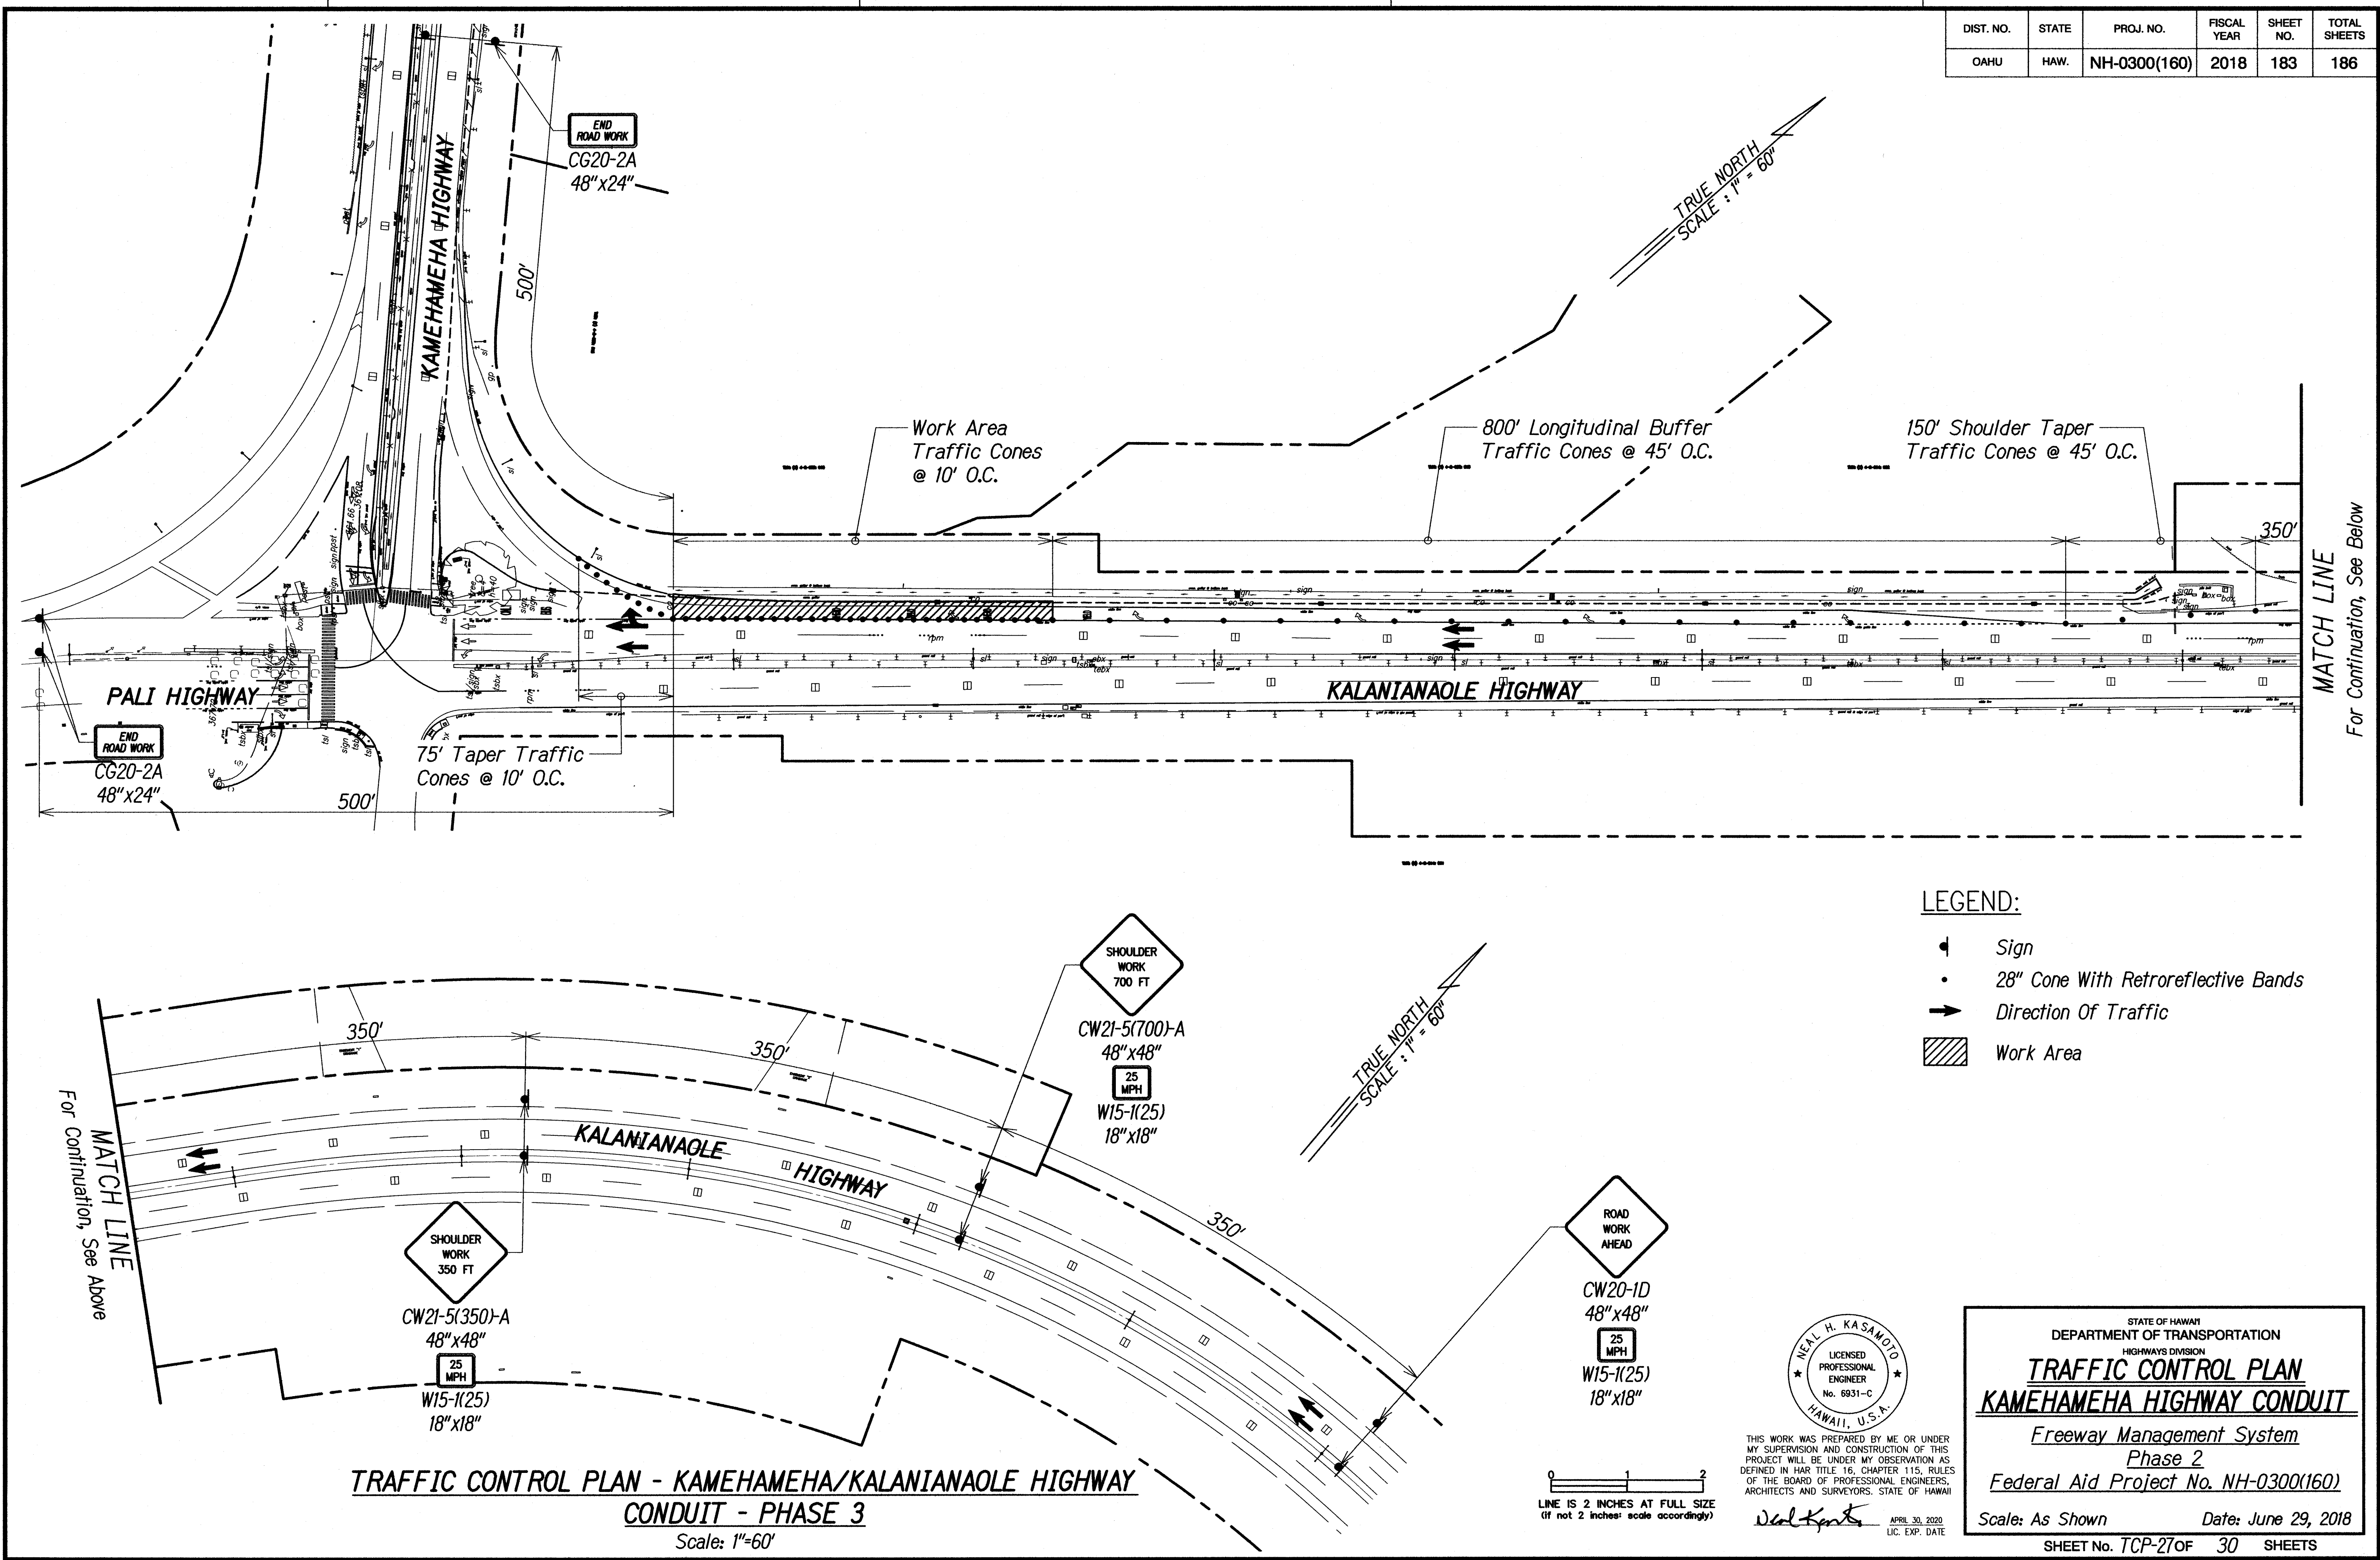 DIST. NO.
STATE
PROJ. NO.
FISCAL YEAR
SHEET NO.
TOTAL SHEETS
OAHU
HAW.
NH-0300(160)
2018
183
186
END
ROAD WORK
CG20-2A
48"x24"
KAMEHAMEHA HIGHWAY
500'
TRUE NORTH
SCALE : 1" = 60"
Work Area
Traffic Cones
@ 10' O.C.
800' Longitudinal Buffer
Traffic Cones @ 45' O.C.
150' Shoulder Taper
Traffic Cones @ 45' O.C.
350'
MATCH LINE
For Continuation, See Below
PALI HIGHWAY
KALANIANAOLE HIGHWAY
END
ROAD WORK
CG20-2A
48"x24"
75' Taper Traffic
Cones @ 10' O.C.
500'
LEGEND:
Sign
28" Cone With Retroreflective Bands
Direction Of Traffic
Work Area
SHOULDER
WORK
700 FT
CW21-5(700)-A
48"x48"
25
MPH
W15-1(25)
18"x18"
TRUE NORTH
SCALE : 1" = 60"
350'
350'
350'
MATCH LINE
For Continuation, See Above
KALANIANAOLE
HIGHWAY
SHOULDER
WORK
350 FT
CW21-5(350)-A
48"x48"
25
MPH
W15-1(25)
18"x18"
ROAD
WORK
AHEAD
CW20-1D
48"x48"
25
MPH
W15-1(25)
18"x18"
TRAFFIC CONTROL PLAN - KAMEHAMEHA/KALANIANAOLE HIGHWAY
CONDUIT - PHASE 3
Scale: 1"=60'
0 1 2
LINE IS 2 INCHES AT FULL SIZE
(If not 2 inches: scale accordingly)
NEAL H. KASAMOTO
LICENSED
PROFESSIONAL
ENGINEER
No. 6931-C
HAWAII, U.S.A.
THIS WORK WAS PREPARED BY ME OR UNDER
MY SUPERVISION AND CONSTRUCTION OF THIS
PROJECT WILL BE UNDER MY OBSERVATION AS
DEFINED IN HAR TITLE 16, CHAPTER 115, RULES
OF THE BOARD OF PROFESSIONAL ENGINEERS,
ARCHITECTS AND SURVEYORS. STATE OF HAWAII
APRIL 30, 2020
LIC. EXP. DATE
STATE OF HAWAI'I
DEPARTMENT OF TRANSPORTATION
HIGHWAYS DIVISION
TRAFFIC CONTROL PLAN
KAMEHAMEHA HIGHWAY CONDUIT
Freeway Management System
Phase 2
Federal Aid Project No. NH-0300(160)
Scale: As Shown Date: June 29, 2018
SHEET No. TCP-27 OF 30 SHEETS